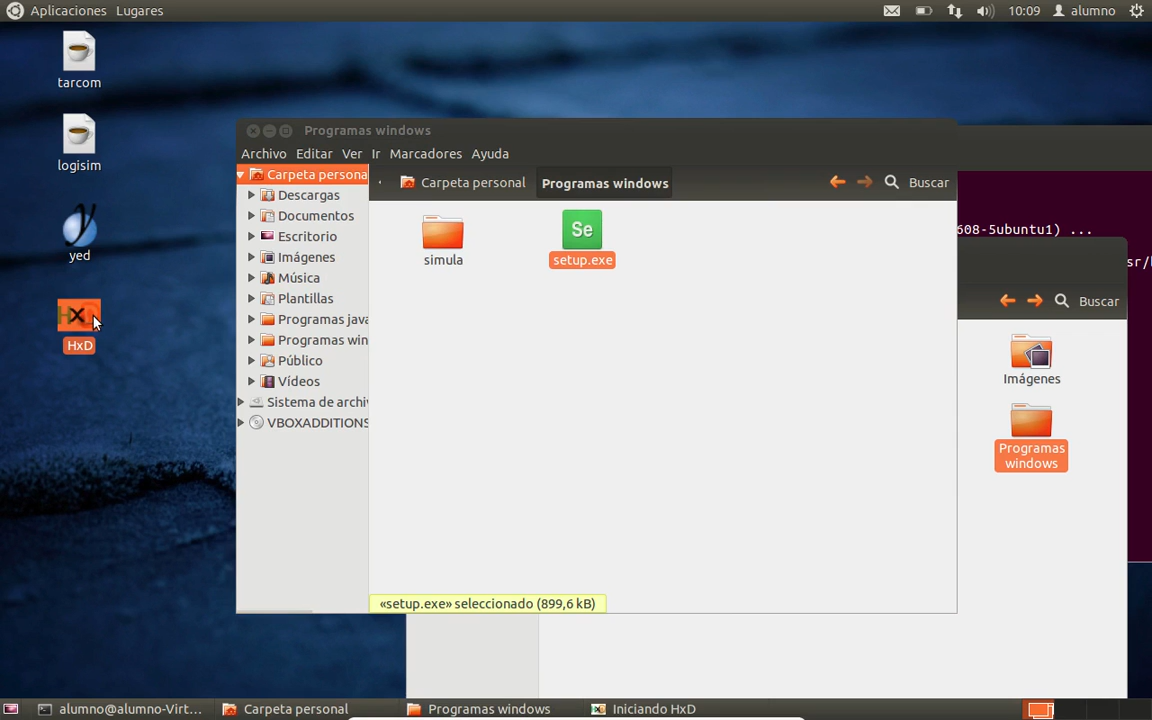 Aplicaciones Lugares
10:09 alumno
tarcom
logisim
yed
HxD
Programas windows
Archivo Editar Ver Ir Marcadores Ayuda
Carpeta persona
Descargas
Documentos
Escritorio
Imágenes
Música
Plantillas
Programas java
Programas win
Público
Vídeos
Sistema de archiv
VBOXADDITIONS
Carpeta personal Programas windows Buscar
simula
Se
setup.exe
«setup.exe» seleccionado (899,6 kB)
608-5ubuntu1) ...
sr/l
Buscar
Imágenes
Programas
windows
alumno@alumno-Virt... Carpeta personal Programas windows Iniciando HxD